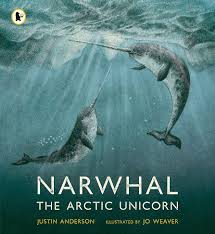 NARWHAL
THE ARCTIC UNICORN
JUSTIN ANDERSON
ILLUSTRATED BY JO WEAVER